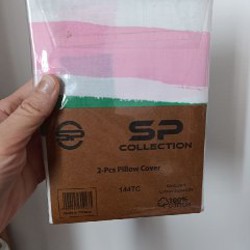 SP
COLLECTION
2-Pcs Pillow Cover
144TC